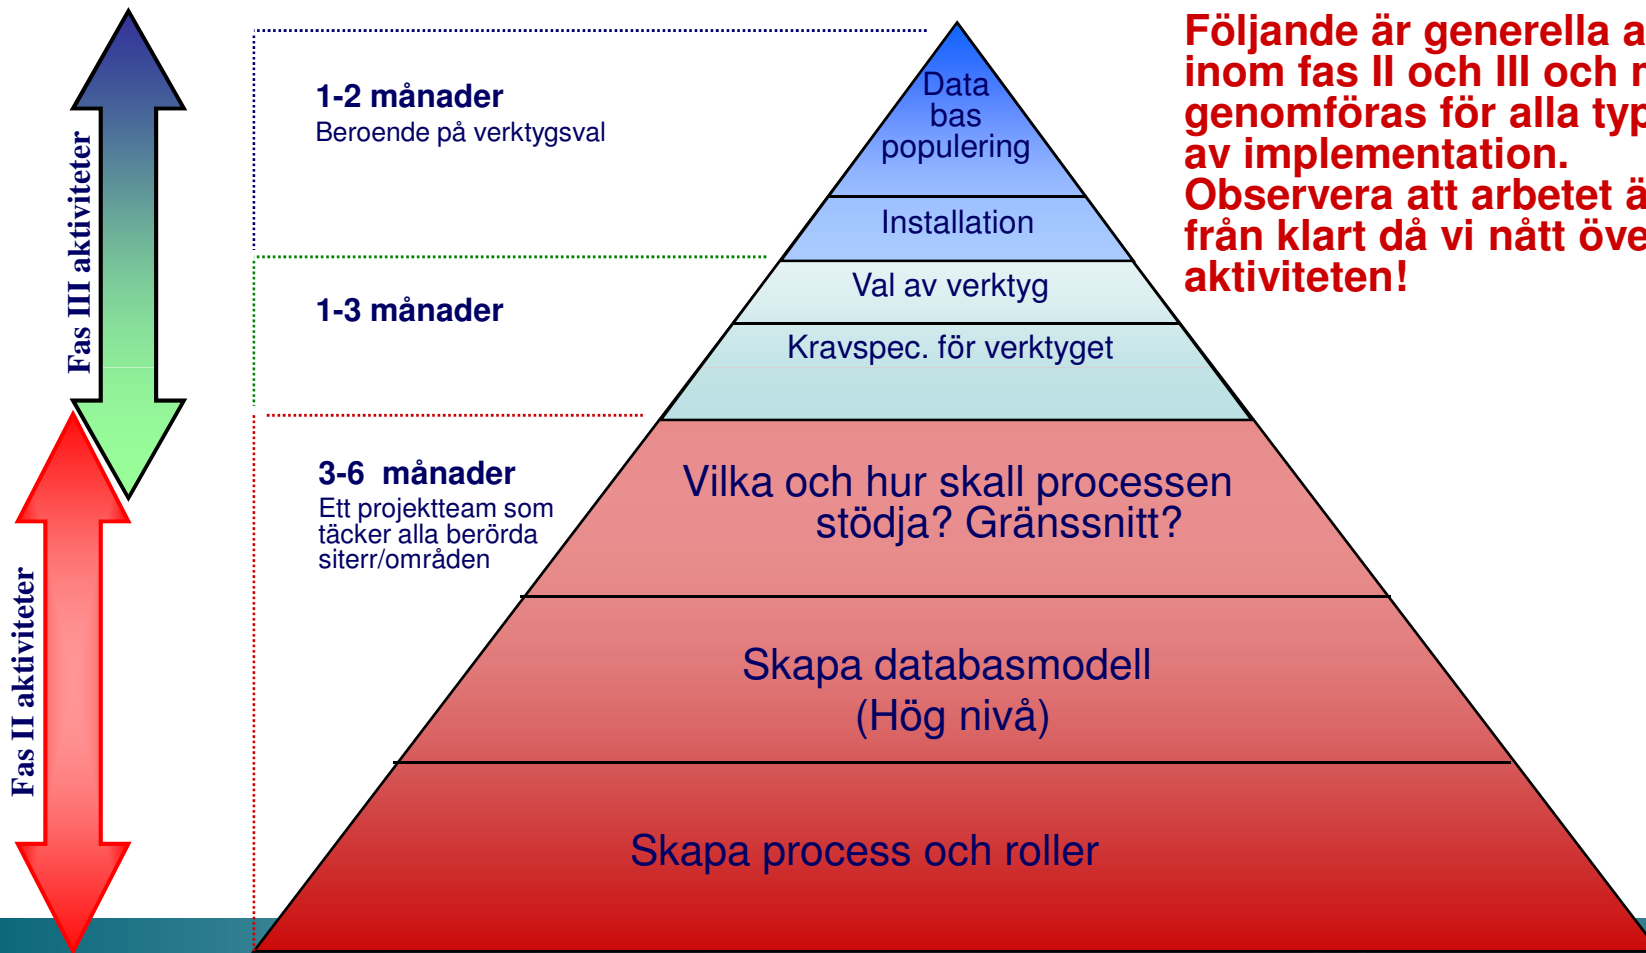 Följande är generella
inom fas II och III och
genomföras för alla
av implementation.
Observera att arbetet
från klart då vi nått
aktiviteten!
Fas III aktiviteter
Fas II aktiviteter
1-2 månader
Beroende på verktygsval
1-3 månader
3-6 månader
Ett projektteam som
täcker alla berörda
siterr/områden
Data
bas
populering
Installation
Val av verktyg
Kravspec. för verktyget
Vilka och hur skall processen
stödja? Gränssnitt?
Skapa databasmodell
(Hög nivå)
Skapa process och roller